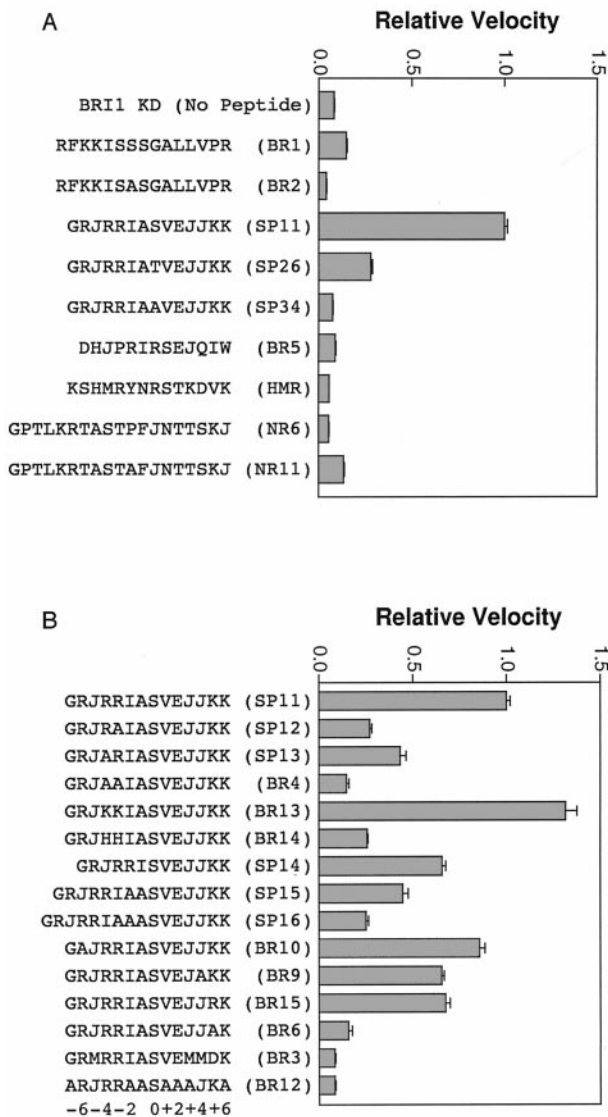 A
Relative Velocity
0.0 0.5 1.0 1.5
BRI1 KD (No Peptide)
RFKKISSSGALLVPR (BR1)
RFKKISASGALLVPR (BR2)
GRJRRIASVEJJKK (SP11)
GRJRRIATVEJJKK (SP26)
GRJRRIAAVEJJKK (SP34)
DHJPRIRSEJQIW (BR5)
KSHMRYNRSTKDVK (HMR)
GPTLKRTASTPFJNTTSKJ (NR6)
GPTLKRTASTAFJNTTSKJ (NR11)
B
Relative Velocity
0.0 0.5 1.0 1.5
GRJRRIASVEJJKK (SP11)
GRJRAIASVEJJKK (SP12)
GRJARIASVEJJKK (SP13)
GRJAAIASVEJJKK (BR4)
GRJKKIASVEJJKK (BR13)
GRJHHIASVEJJKK (BR14)
GRJRRISVEJJKK (SP14)
GRJRRIAASVEJJKK (SP15)
GRJRRIAAASVEJJKK (SP16)
GAJRRIASVEJJKK (BR10)
GRJRRIASVEJAKK (BR9)
GRJRRIASVEJJRK (BR15)
GRJRRIASVEJJAK (BR6)
GRMRRIASVEMMDK (BR3)
ARJRRAASAAAJKA (BR12)
-6-4-2 0+2+4+6